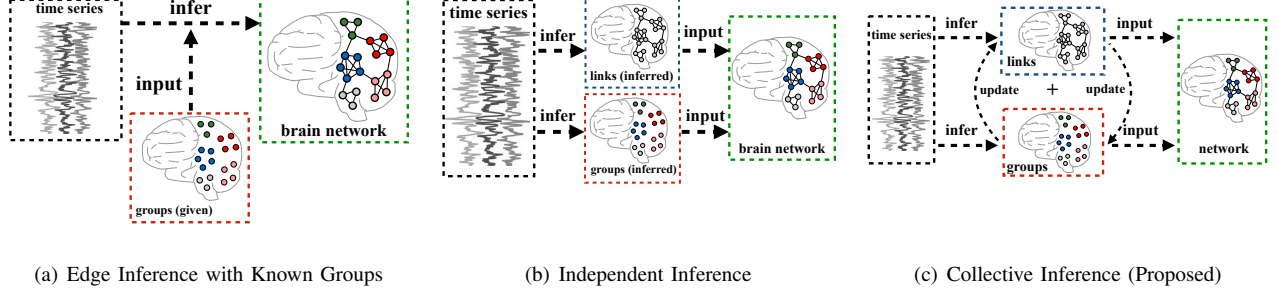 time series
infer
input
groups (given)
brain network
(a) Edge Inference with Known Groups
time series
infer
infer
links (inferred)
groups (inferred)
input
input
brain network
(b) Independent Inference
time series
infer
infer
links
update
+
update
groups
input
input
network
(c) Collective Inference (Proposed)